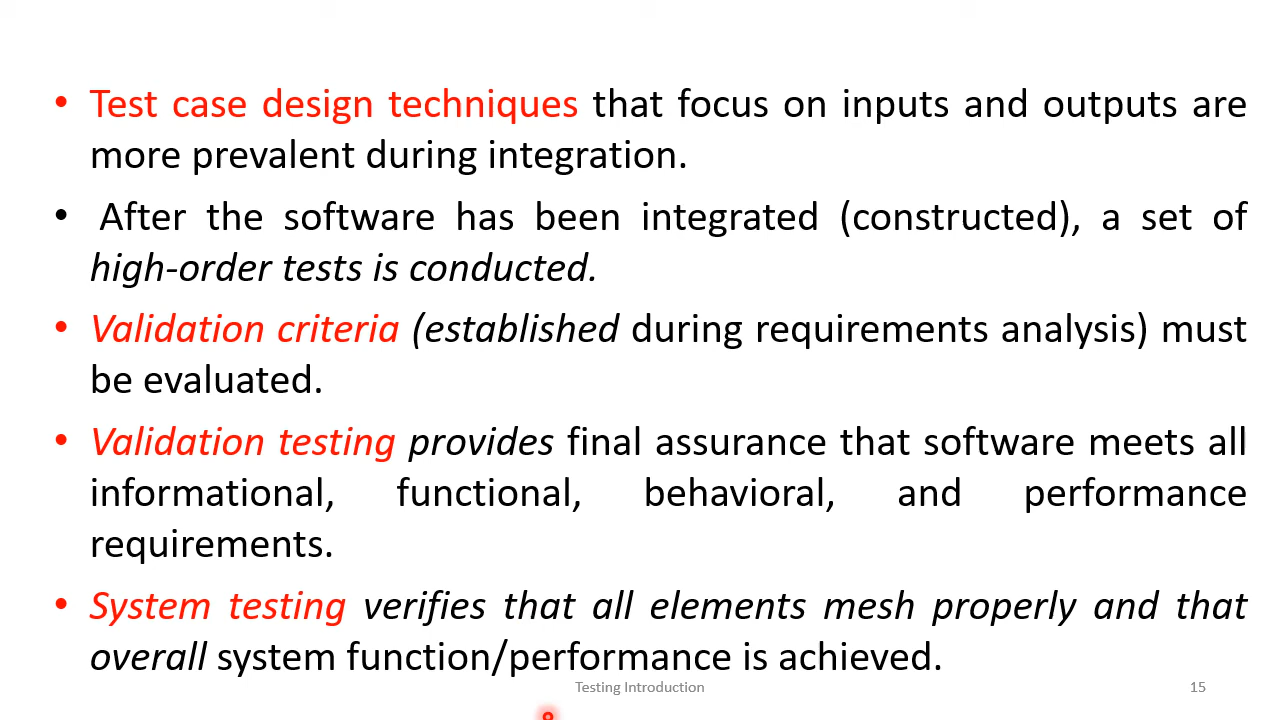 • Test case design techniques that focus on inputs and outputs are
more prevalent during integration.
• After the software has been integrated (constructed), a set of
high-order tests is conducted.
• Validation criteria (established during requirements analysis) must
be evaluated.
• Validation testing provides final assurance that software meets all
informational, functional, behavioral, and performance
requirements.
• System testing verifies that all elements mesh properly and that
overall system function/performance is achieved.
Testing Introduction 15